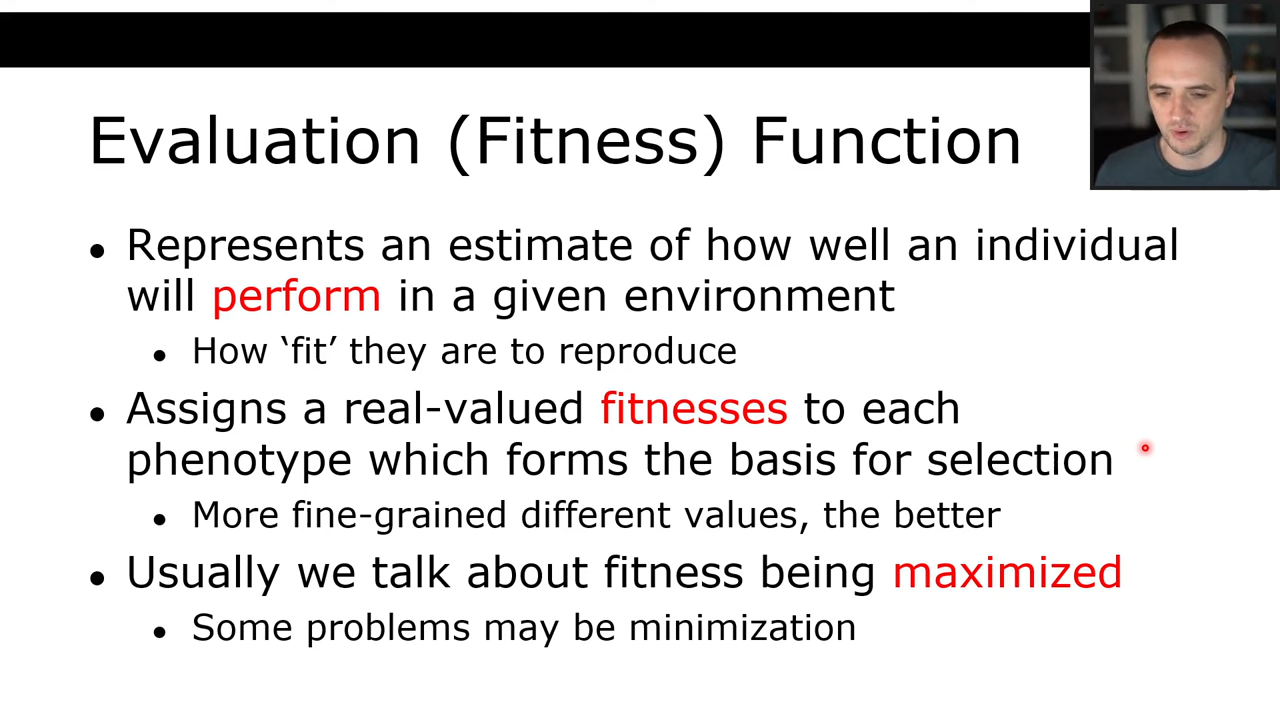 Evaluation (Fitness) Function
• Represents an estimate of how well an individual
will perform in a given environment
• How ‘fit’ they are to reproduce
• Assigns a real-valued fitnesses to each
phenotype which forms the basis for selection
• More fine-grained different values, the better
• Usually we talk about fitness being maximized
• Some problems may be minimization